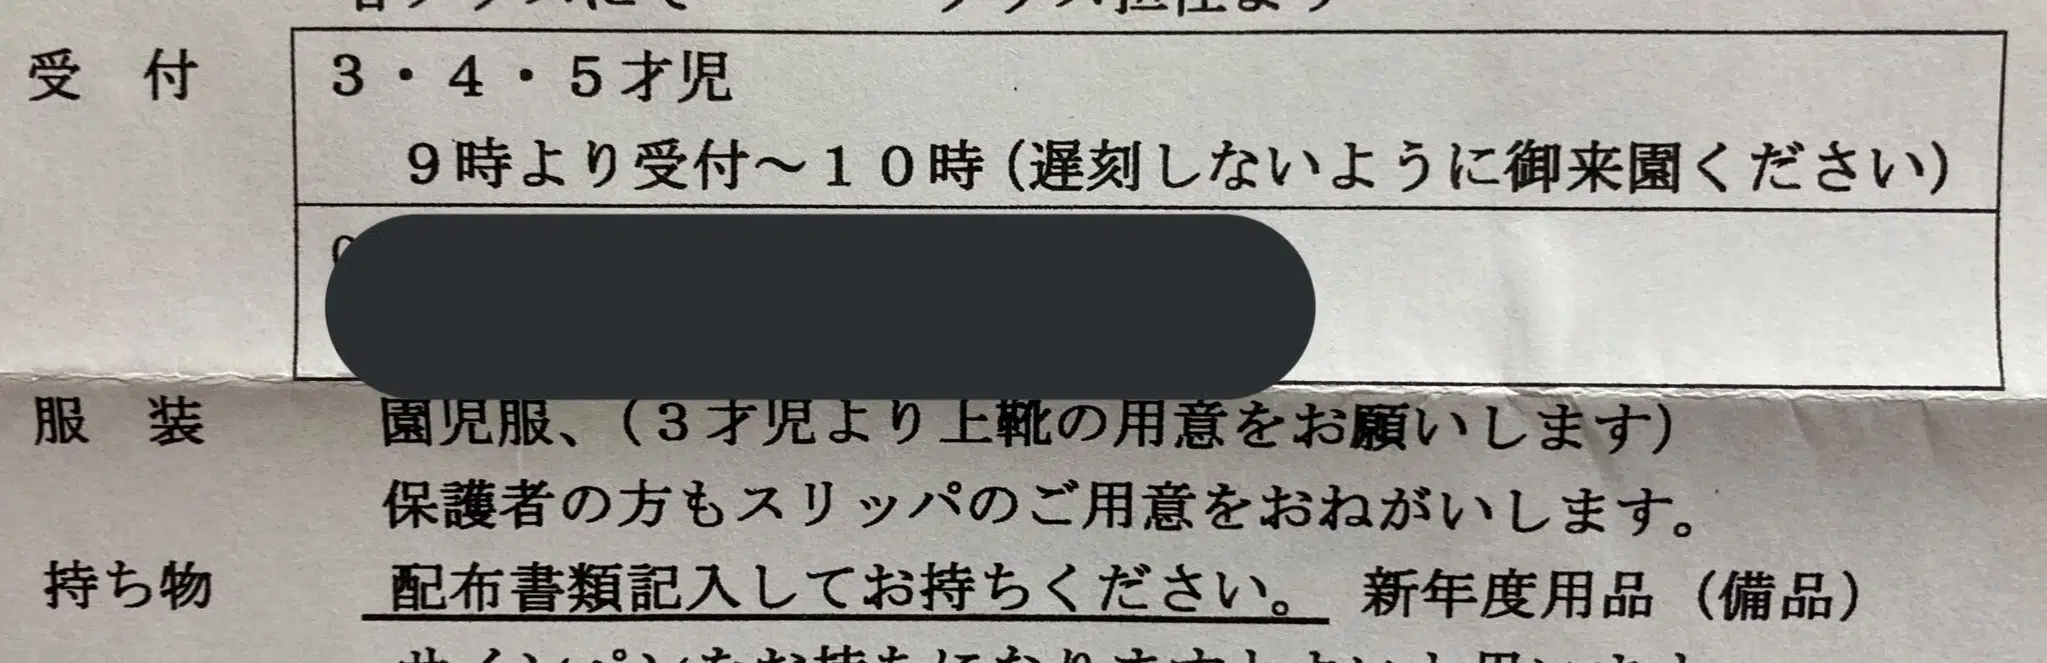 受　付　3・4・5才児
9時より受付～10時(遅刻しないように御来園ください)
服　装　園児服、(3才児より上靴の用意をお願いします)
保護者の方もスリッパのご用意をおねがいします。
持ち物　配布書類記入してお持ちください。　新年度用品（備品）